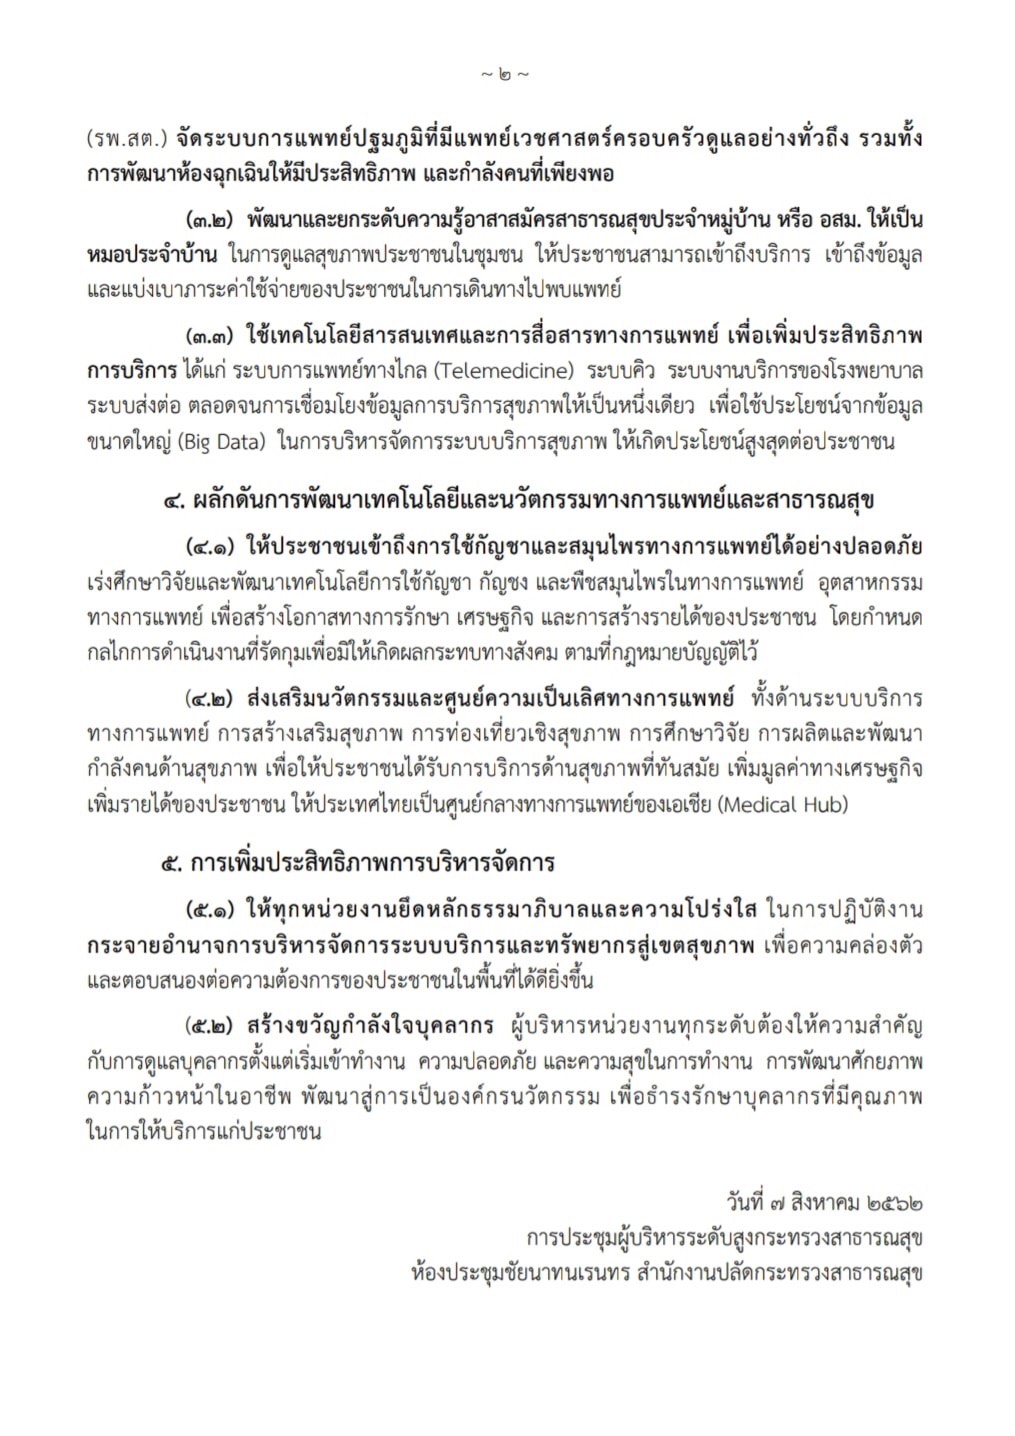 ~ ๒ ~
(รพ.สต.) จัดระบบการแพทย์ปฐมภูมิที่มีแพทย์เวชศาสตร์ครอบครัวดูแลอย่างทั่วถึง รวมทั้ง
การพัฒนาห้องฉุกเฉินให้มีประสิทธิภาพ และกำลังคนที่เพียงพอ
(๓.๒) พัฒนาและยกระดับความรู้อาสาสมัครสาธารณสุขประจำหมู่บ้าน หรือ อสม. ให้เป็น
หมอประจำบ้าน ในการดูแลสุขภาพประชาชนในชุมชน ให้ประชาชนสามารถเข้าถึงบริการ เข้าถึงข้อมูล
และแบ่งเบาภาระค่าใช้จ่ายของประชาชนในการเดินทางไปพบแพทย์
(๓.๓) ใช้เทคโนโลยีสารสนเทศและการสื่อสารทางการแพทย์ เพื่อเพิ่มประสิทธิภาพ
การบริการ ได้แก่ ระบบการแพทย์ทางไกล (Telemedicine) ระบบคิว ระบบงานบริการของโรงพยาบาล
ระบบส่งต่อ ตลอดจนการเชื่อมโยงข้อมูลการบริการสุขภาพให้เป็นหนึ่งเดียว เพื่อใช้ประโยชน์จากข้อมูล
ขนาดใหญ่ (Big Data) ในการบริหารจัดการระบบบริการสุขภาพ ให้เกิดประโยชน์สูงสุดต่อประชาชน
๔. ผลักดันการพัฒนาเทคโนโลยีและนวัตกรรมทางการแพทย์และสาธารณสุข
(๔.๑) ให้ประชาชนเข้าถึงการใช้กัญชาและสมุนไพรทางการแพทย์ได้อย่างปลอดภัย
เร่งศึกษาวิจัยและพัฒนาเทคโนโลยีการใช้กัญชา กัญชง และพืชสมุนไพรในทางการแพทย์ อุตสาหกรรม
ทางการแพทย์ เพื่อสร้างโอกาสทางการรักษา เศรษฐกิจ และการสร้างรายได้ของประชาชน โดยกำหนด
กลไกการดำเนินงานที่รัดกุมเพื่อมิให้เกิดผลกระทบทางสังคม ตามที่กฎหมายบัญญัติไว้
(๔.๒) ส่งเสริมนวัตกรรมและศูนย์ความเป็นเลิศทางการแพทย์ ทั้งด้านระบบบริการ
ทางการแพทย์ การสร้างเสริมสุขภาพ การท่องเที่ยวเชิงสุขภาพ การศึกษาวิจัย การผลิตและพัฒนา
กำลังคนด้านสุขภาพ เพื่อให้ประชาชนได้รับการบริการด้านสุขภาพที่ทันสมัย เพิ่มมูลค่าทางเศรษฐกิจ
เพิ่มรายได้ของประชาชน ให้ประเทศไทยเป็นศูนย์กลางทางการแพทย์ของเอเชีย (Medical Hub)
๕. การเพิ่มประสิทธิภาพการบริหารจัดการ
(๕.๑) ให้ทุกหน่วยงานยึดหลักธรรมาภิบาลและความโปร่งใส ในการปฏิบัติงาน
กระจายอำนาจการบริหารจัดการระบบบริการและทรัพยากรสู่เขตสุขภาพ เพื่อความคล่องตัว
และตอบสนองต่อความต้องการของประชาชนในพื้นที่ได้ดียิ่งขึ้น
(๕.๒) สร้างขวัญกำลังใจบุคลากร ผู้บริหารหน่วยงานทุกระดับต้องให้ความสำคัญ
กับการดูแลบุคลากรตั้งแต่เริ่มเข้าทำงาน ความปลอดภัย และความสุขในการทำงาน การพัฒนาศักยภาพ
ความก้าวหน้าในอาชีพ พัฒนาสู่การเป็นองค์กรนวัตกรรม เพื่อธำรงรักษาบุคลากรที่มีคุณภาพ
ในการให้บริการแก่ประชาชน
วันที่ ๗ สิงหาคม ๒๕๖๒
การประชุมผู้บริหารระดับสูงกระทรวงสาธารณสุข
ห้องประชุมชัยนาทนเรนทร สำนักงานปลัดกระทรวงสาธารณสุข